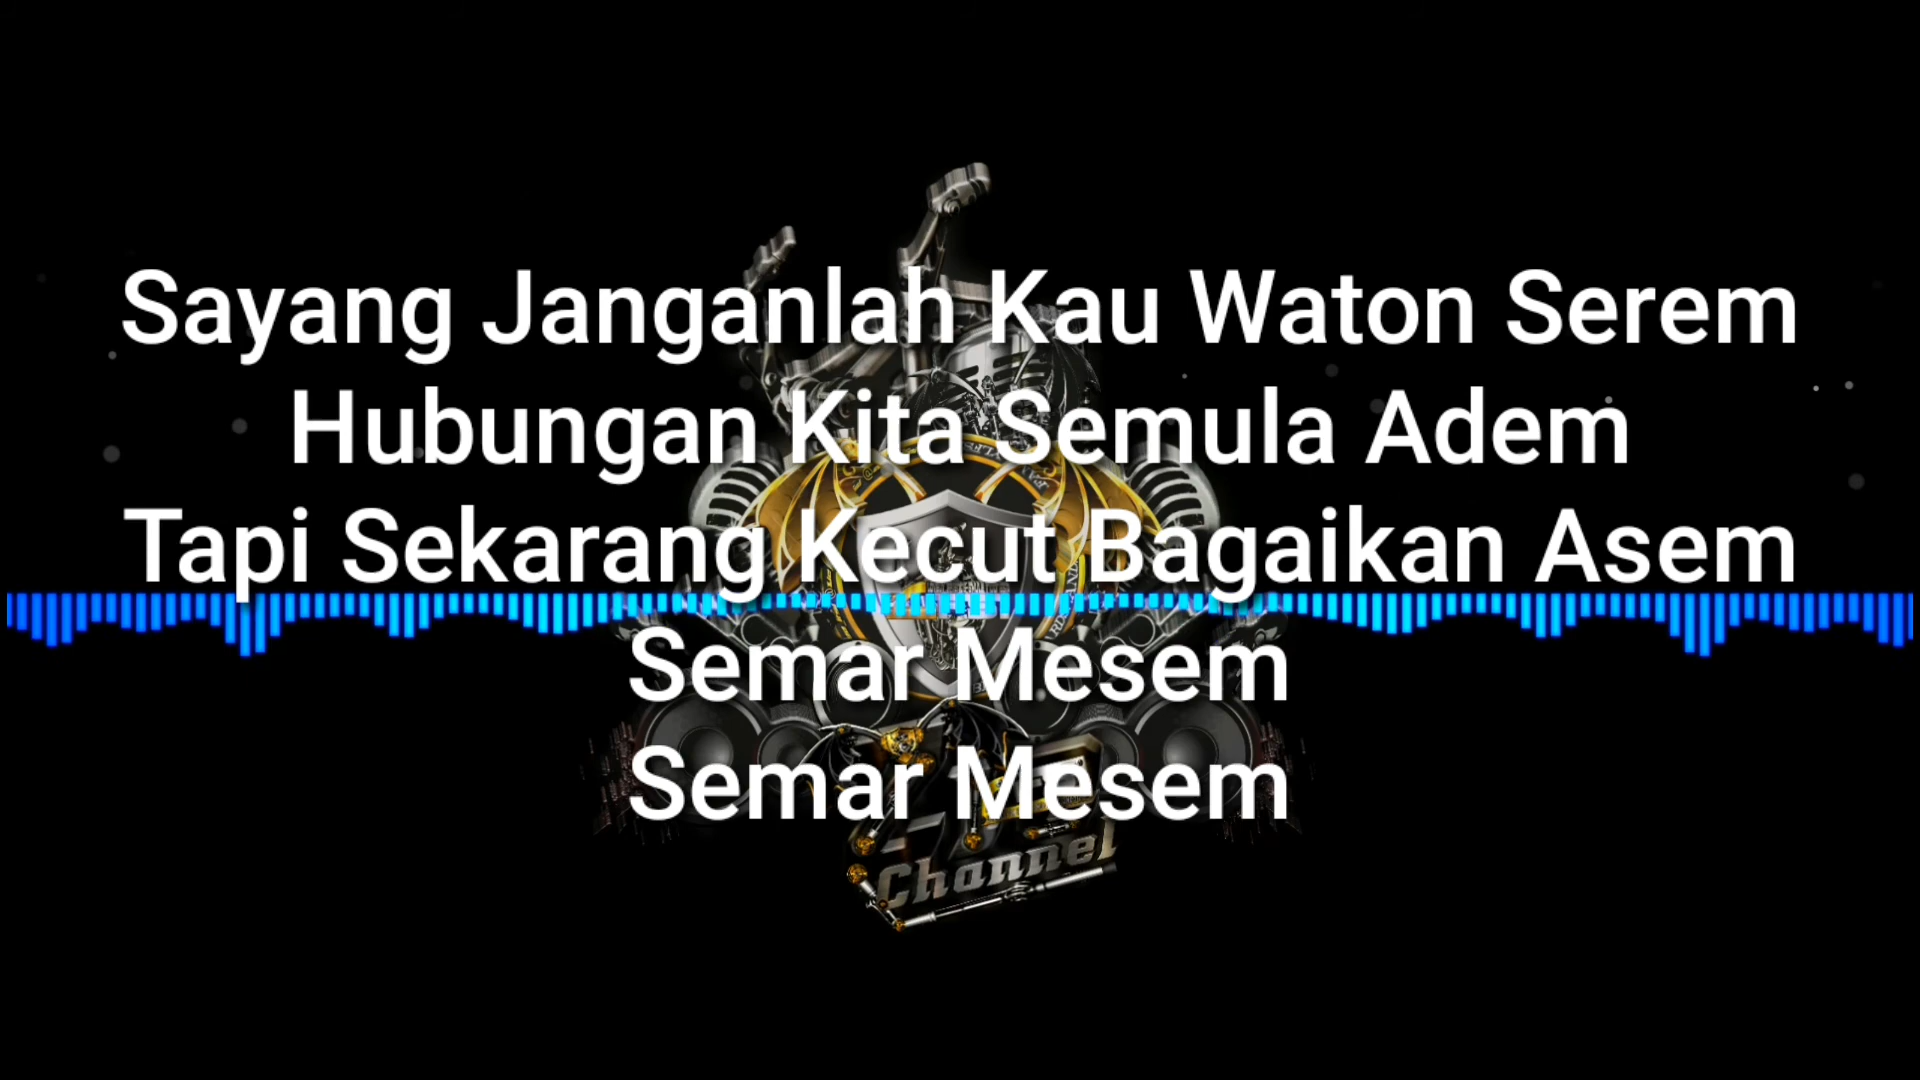 Sayang Janganlah Kau Waton Serem
Hubungan Kita Semula Adem
Tapi Sekarang Kecut Bagaikan Asem
Semar Mesem
Semar Mesem
Channel